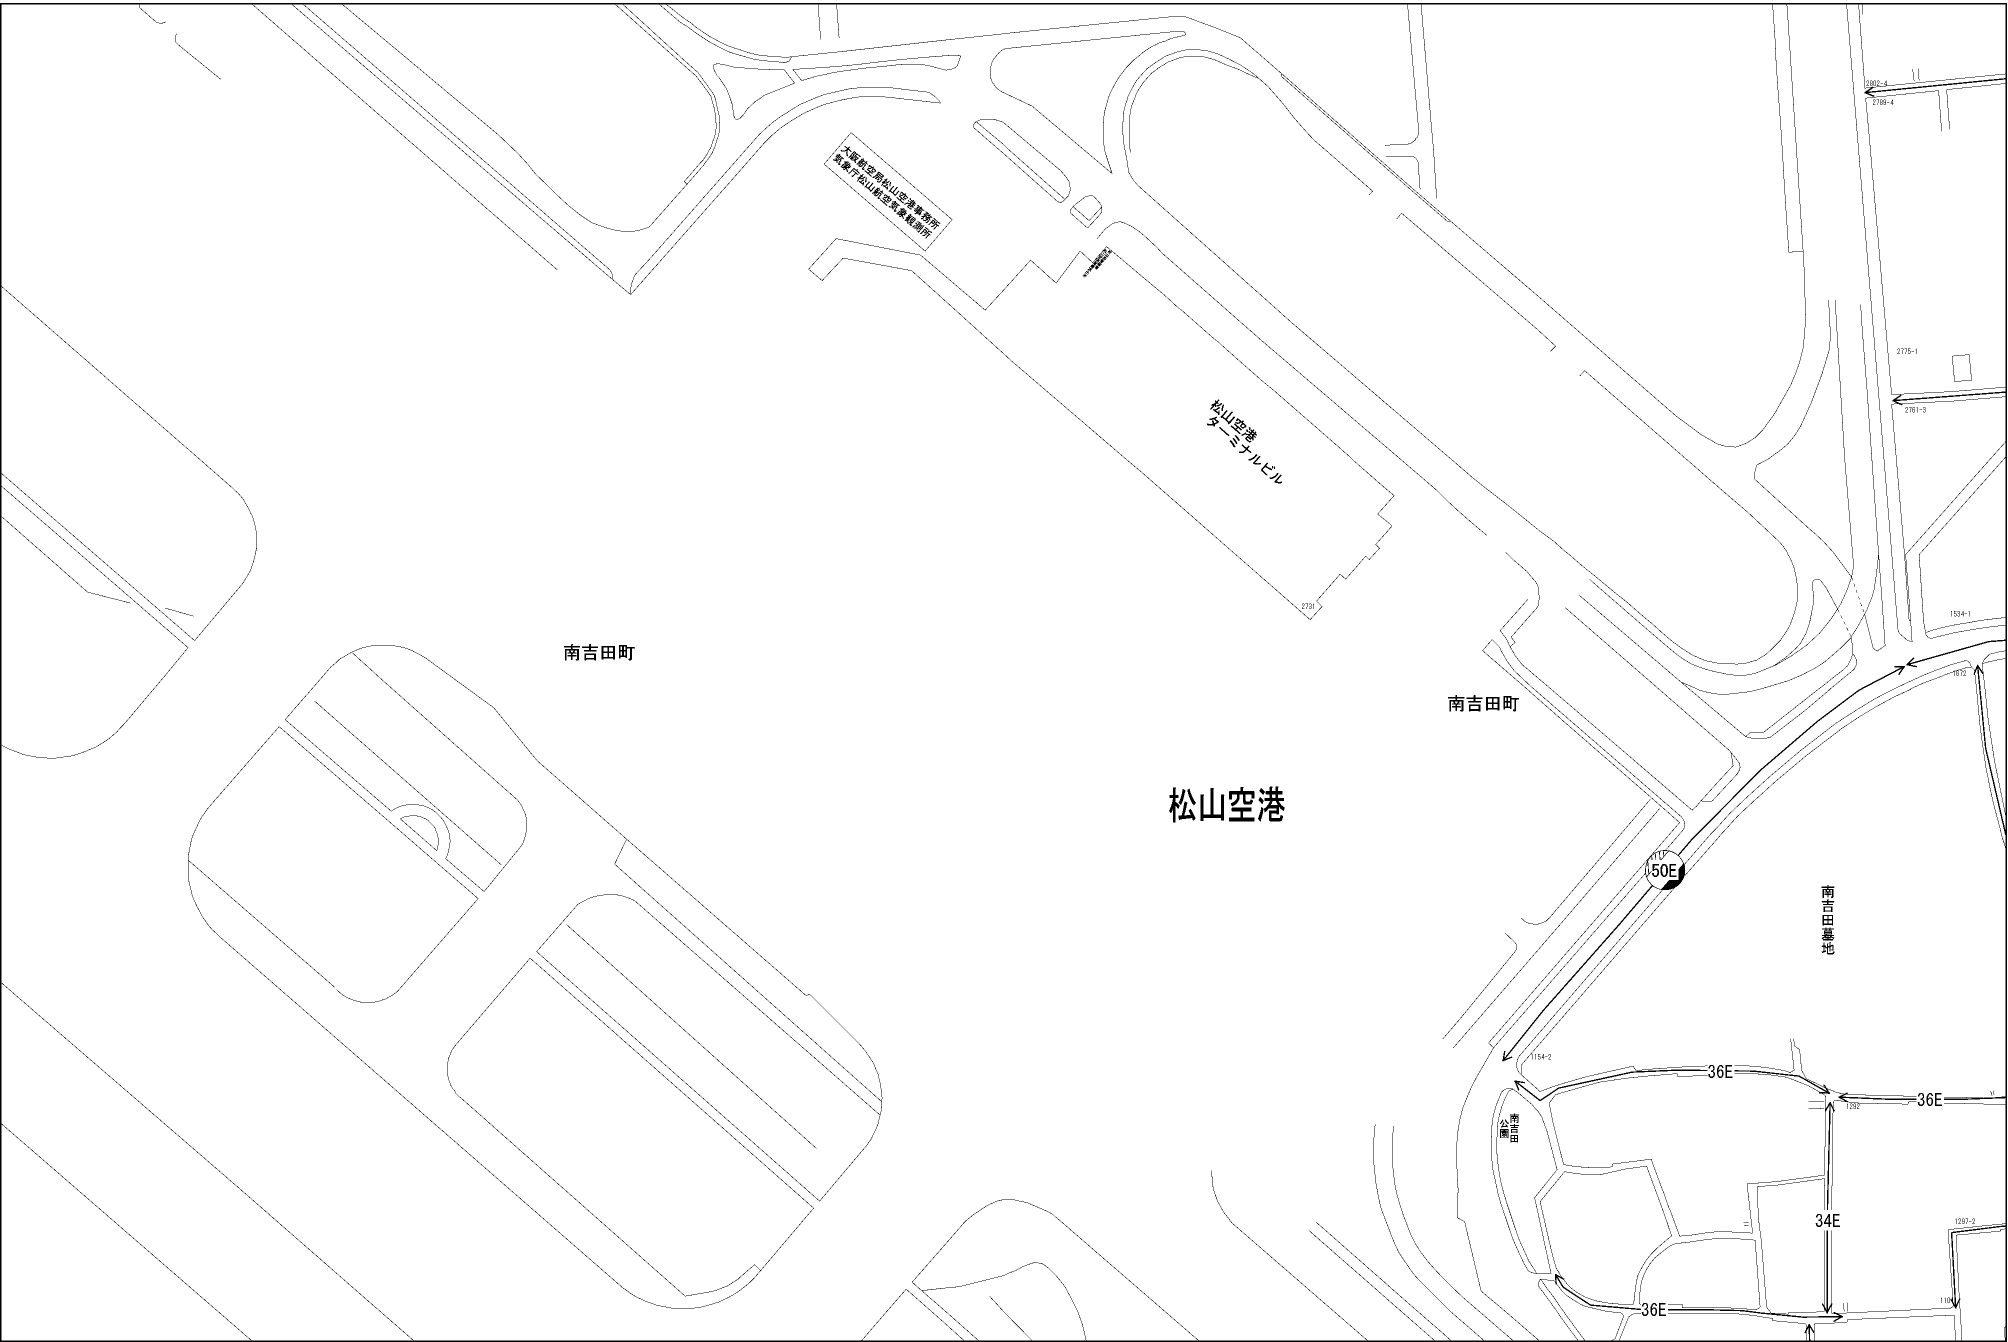 2802-4
2789-4
大阪航空局松山空港事務所
気象庁松山航空気象観測所
2775-1
2761-3
松山空港
ターミナルビル
2731
1534-1
南吉田町
1672
南吉田町
松山空港
50E
南吉田墓地
1154-2
36E
36E
1292
南吉田
公園
34E
1297-2
36E